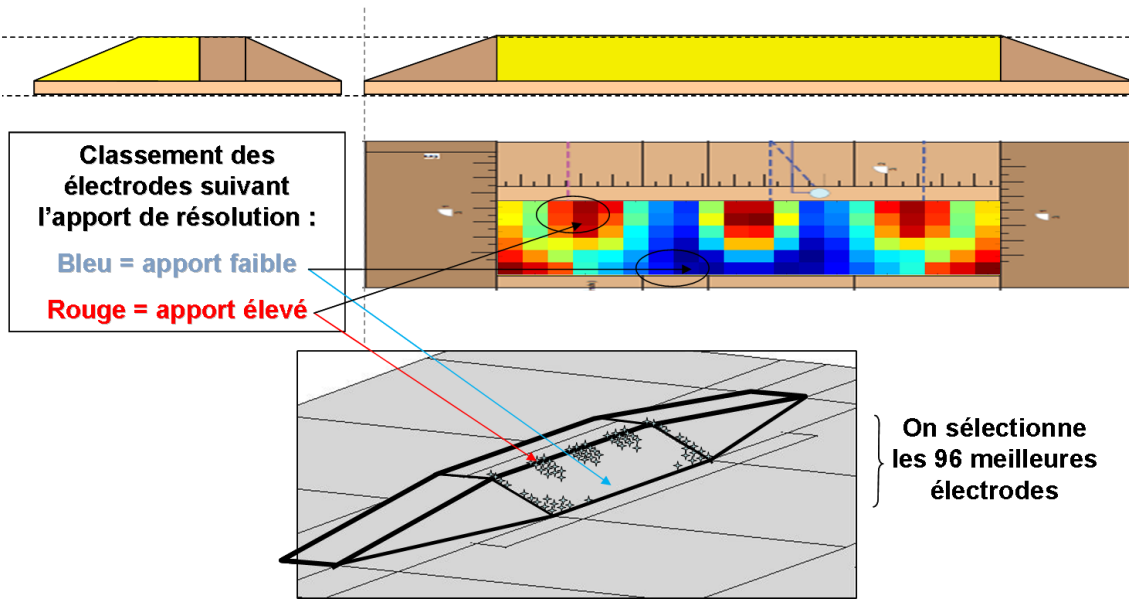 Classement des
électrodes suivant
l'apport de résolution :
Bleu = apport faible
Rouge = apport élevé
On sélectionne
les 96 meilleures
électrodes